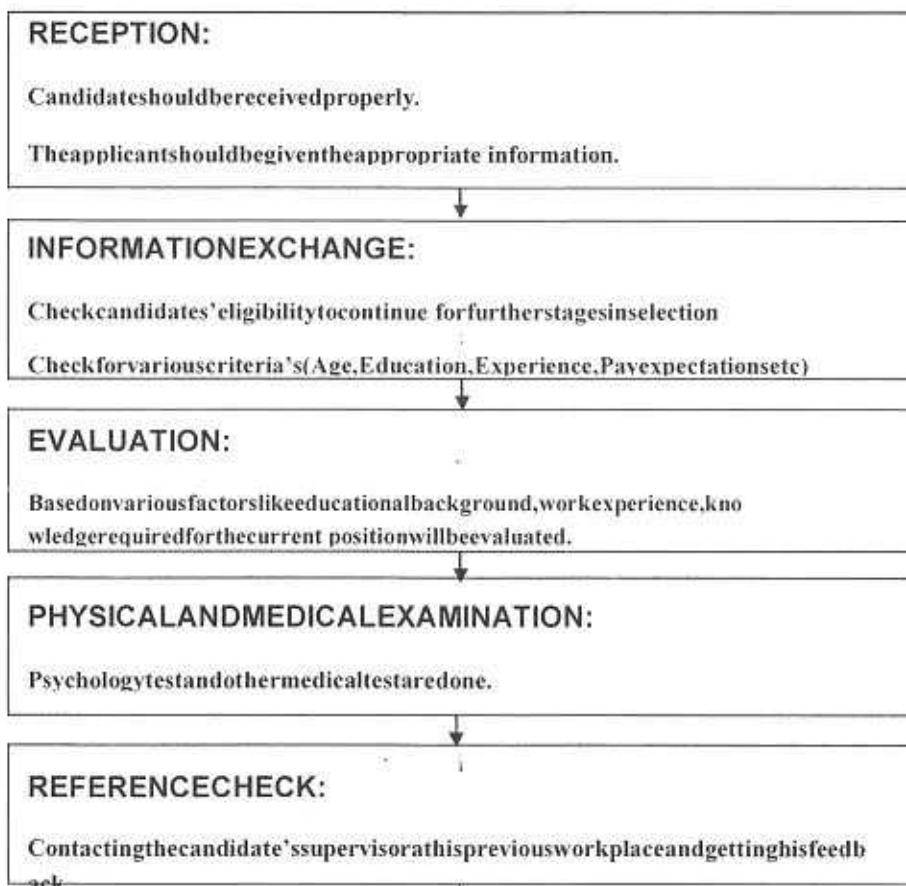 RECEPTION:
Candidateshouldbereceivedproperly.
Theapplicantshouldbegiventheappropriate information.
INFORMATIONEXCHANGE:
Checkcandidates’eligibilitytocontinue forfurtherstagesinselection
Checkforvariouscriteria’s(Age,Education,Experience,Payexpectationsetc)
EVALUATION:
Basedonvariousfactorslikeeducationalbackground,workexperience,kno
wledgerequiredforthecurrent positionwillbeevaluated.
PHYSICALANDMEDICALEXAMINATION:
Psychologytestandothermedicaltestaredone.
REFERENCECHECK:
Contactingthecandidate’ssupervisorathispreviousworkplaceandgettinghisfeedb
ack